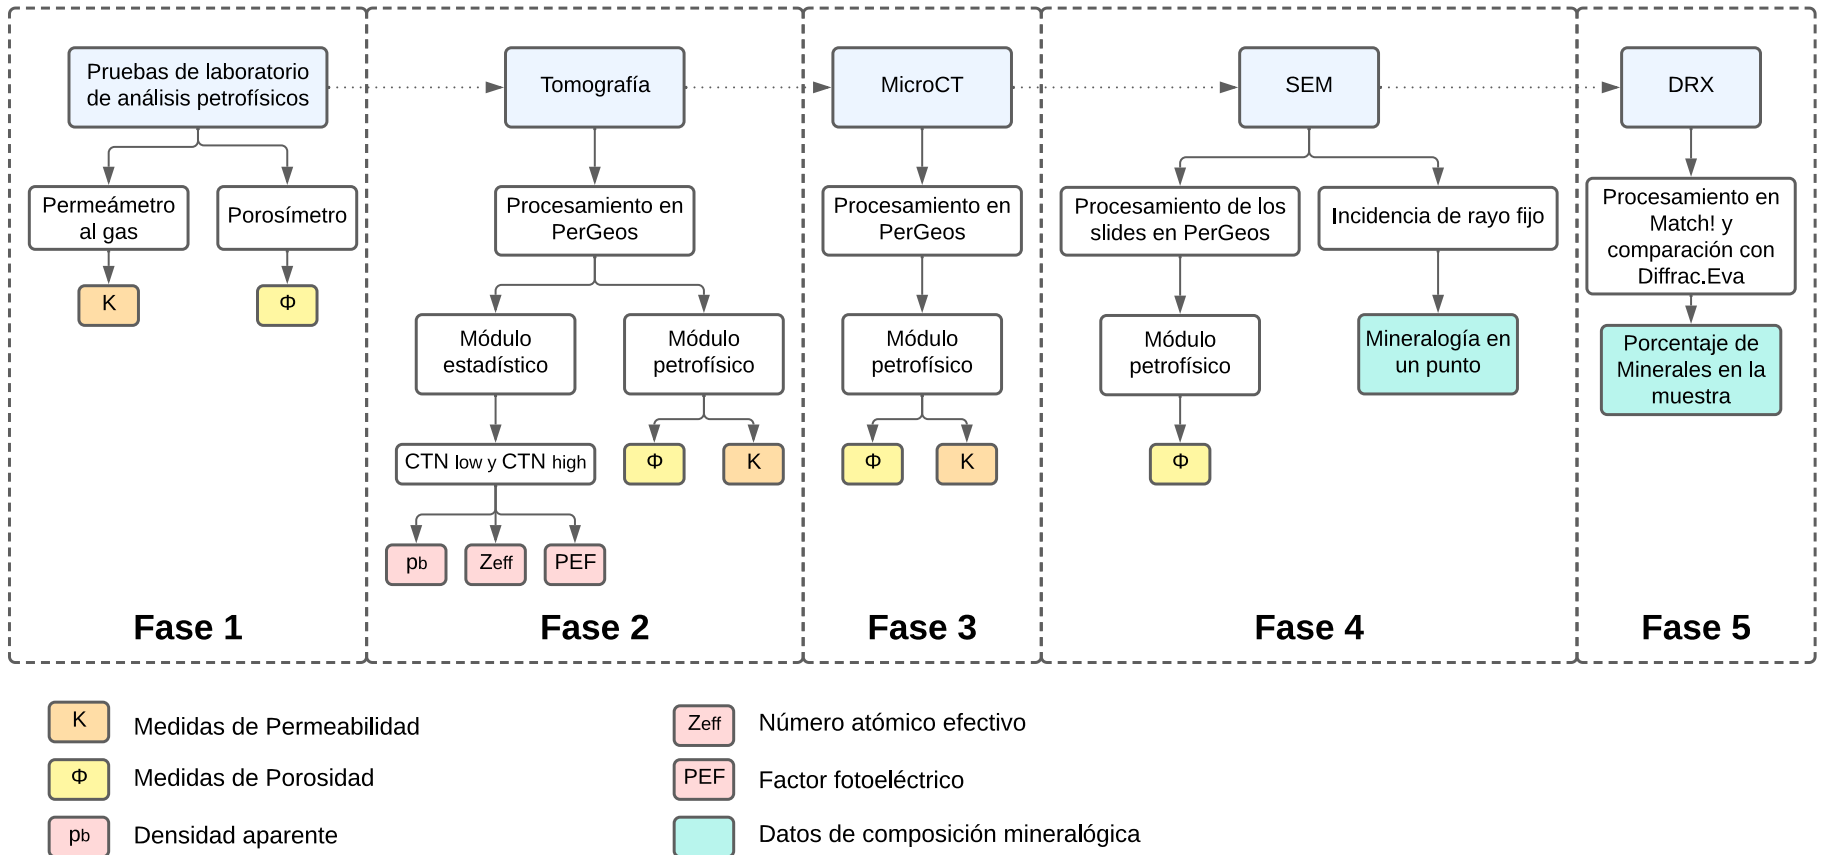 Pruebas de laboratorio
de análisis petrofísicos
Permeámetro
al gas
Porosímetro
K
Φ
Fase 1
Tomografía
Procesamiento en
PerGeos
Módulo
estadístico
Módulo
petrofísico
CTN low y CTN high
Φ
K
pb
Zeff
PEF
Fase 2
MicroCT
Procesamiento en
PerGeos
Módulo
petrofísico
Φ
K
Fase 3
SEM
Procesamiento de los
slides en PerGeos
Incidencia de rayo fijo
Módulo
petrofísico
Mineralogía en
un punto
Φ
Fase 4
DRX
Procesamiento en
Match! y
comparación con
Diffrac.Eva
Porcentaje de
Minerales en la
muestra
Fase 5
K Medidas de Permeabilidad
Φ Medidas de Porosidad
pb Densidad aparente
Zeff Número atómico efectivo
PEF Factor fotoeléctrico
Datos de composición mineralógica